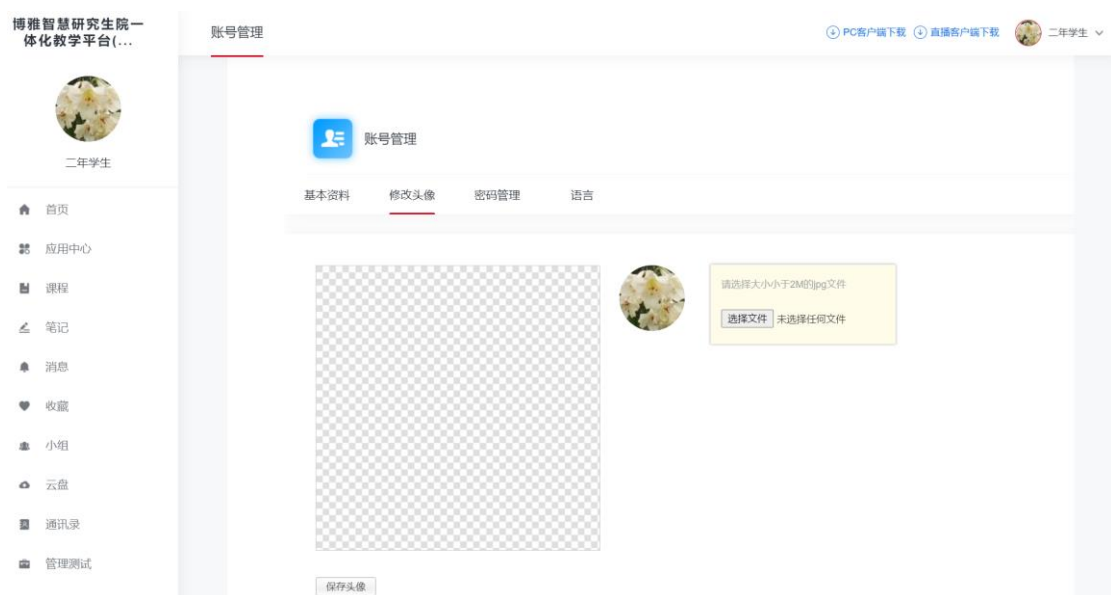 博雅智慧研究生院一
体化教学平台(...
二年学生
首页
应用中心
课程
笔记
消息
收藏
小组
云盘
通讯录
管理测试
账号管理
PC客户端下载 直播客户端下载 二年学生
账号管理
基本资料 修改头像 密码管理 语言
请选择大小小于2M的jpg文件
选择文件 未选择任何文件
保存头像